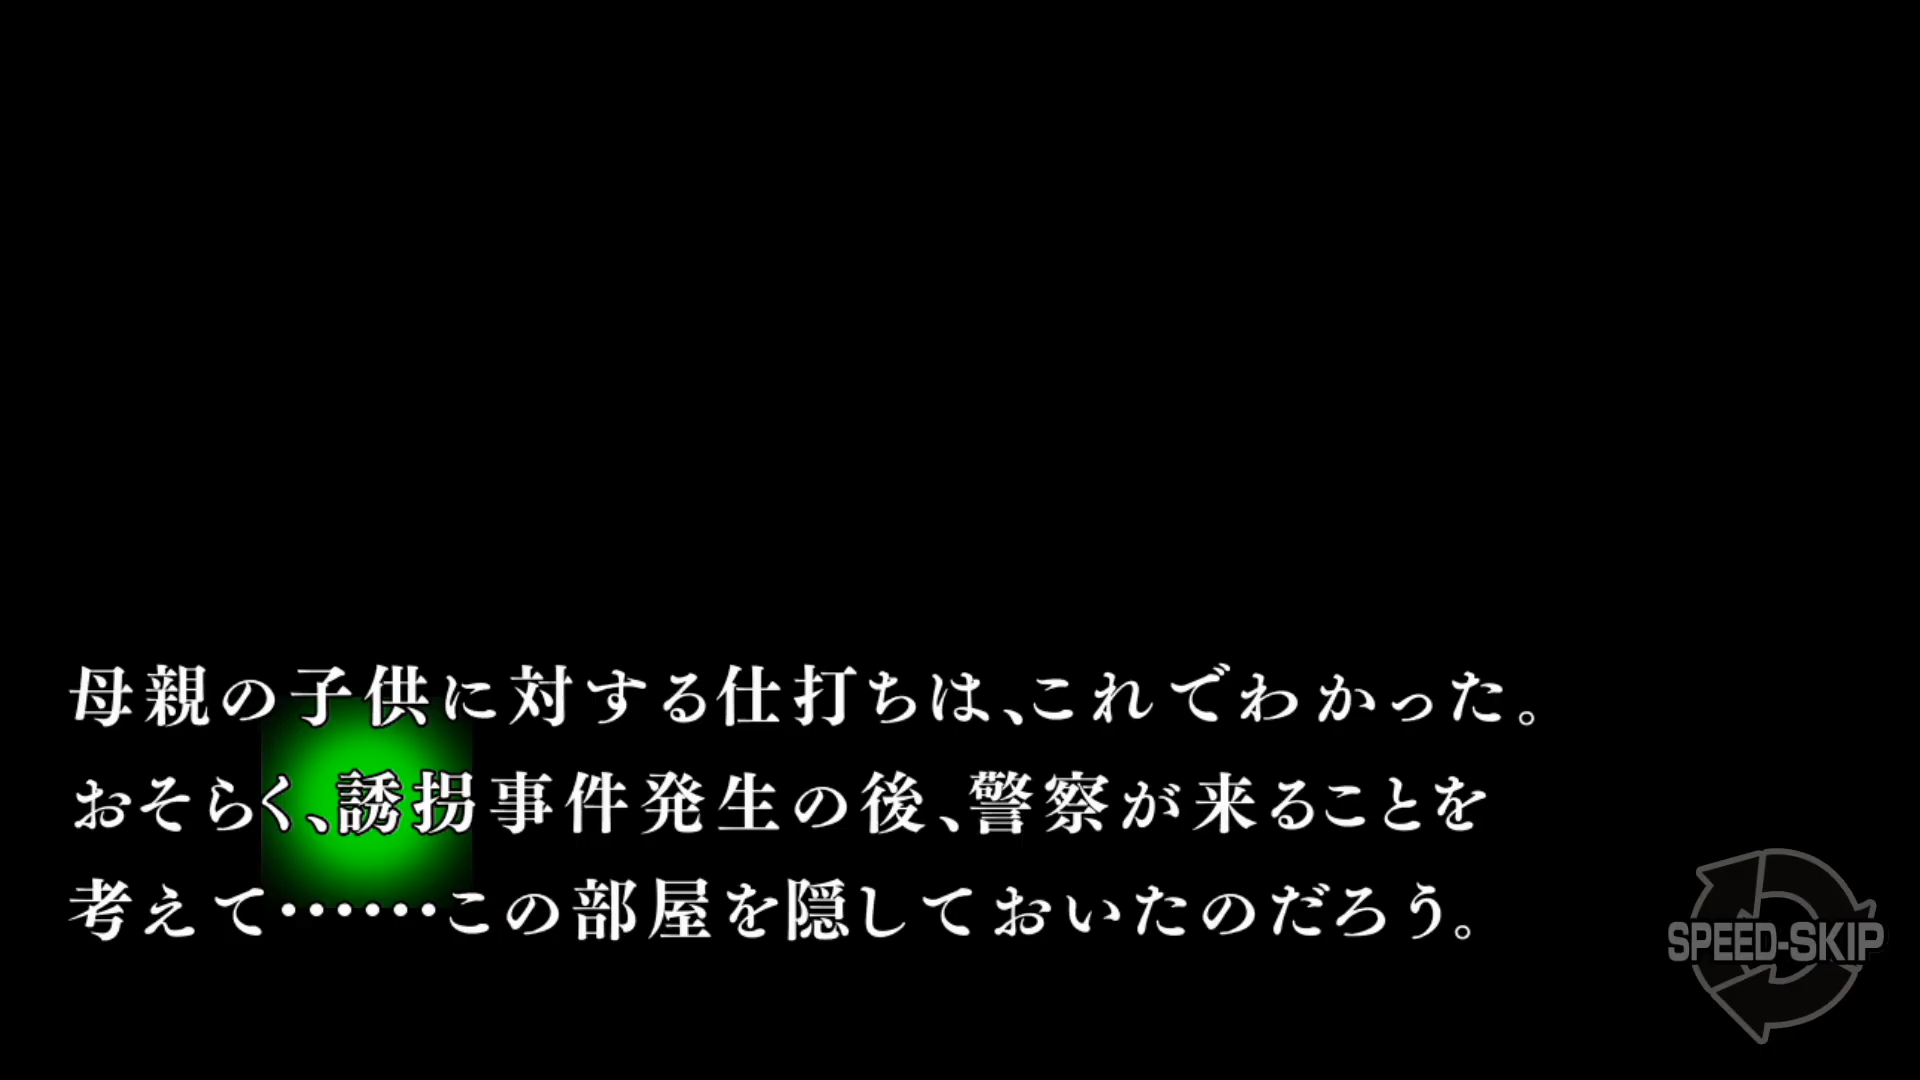 母親の子供に対する仕打ちは、これでわかった。
おそらく、誘拐事件発生の後、警察が来ることを
考えて‥‥‥この部屋を隠しておいたのだろう。
SPEED-SKIP